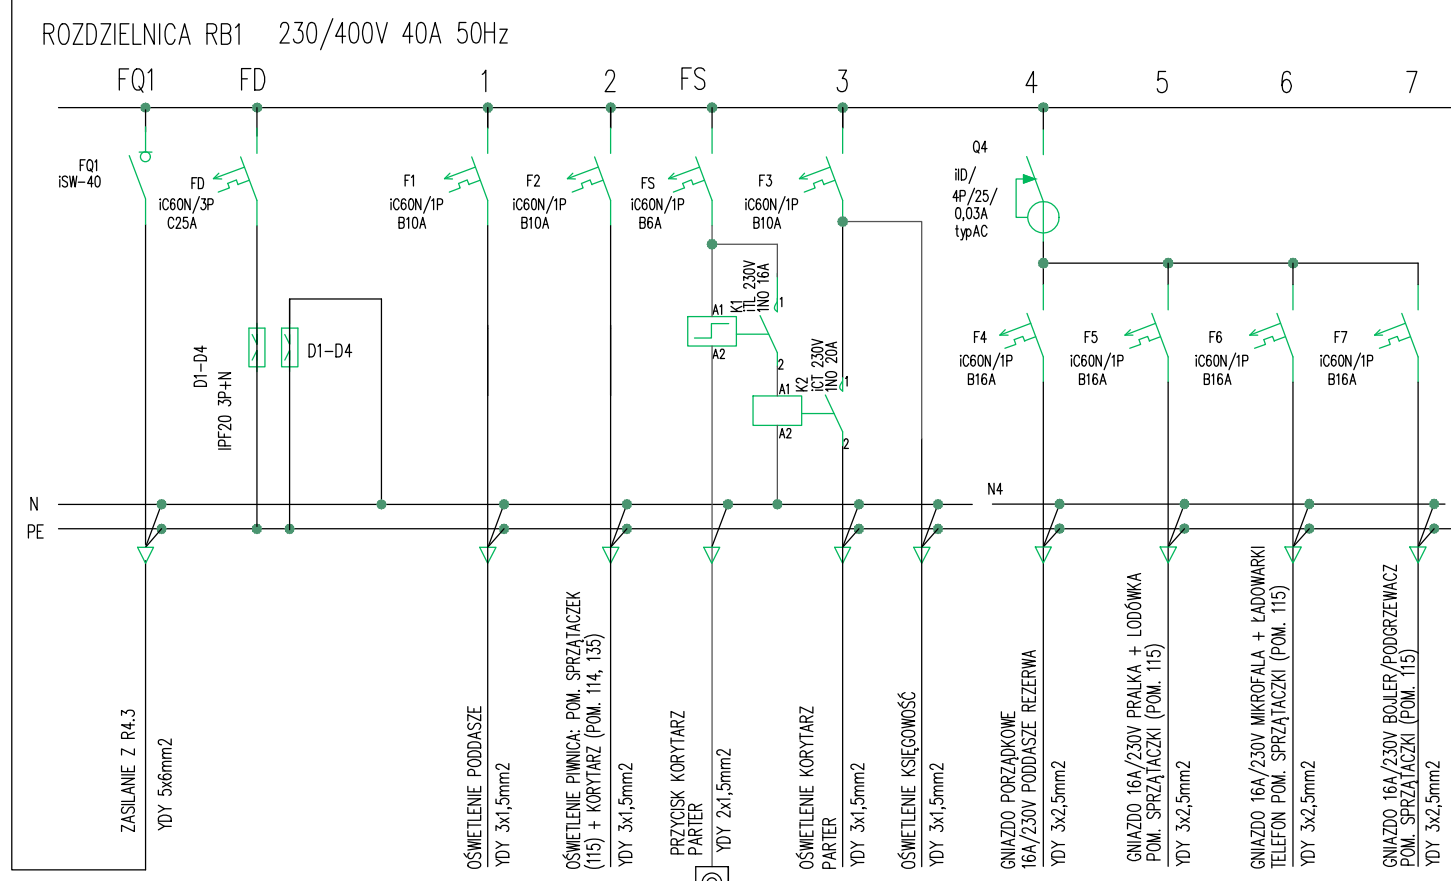 ROZDZIELNICA RB1 230/400V 40A 50Hz
FQ1 FD 1 2 FS 3 4 5 6 7
FQ1
iSW-40
FD
iC60N/3P
C25A
F1
iC60N/1P
B10A
F2
iC60N/1P
B10A
FS
iC60N/1P
B6A
F3
iC60N/1P
B10A
Q4
iID/
4P/25/
0,03A
typAC
K1
iTL 230V
1NO 16A
1
A1
A2
2
K2
iCT 230V
1NO 20A
1
A1
A2
2
D1-D4
IPF20 3P+N
D1-D4
F4
iC60N/1P
B16A
F5
iC60N/1P
B16A
F6
iC60N/1P
B16A
F7
iC60N/1P
B16A
N
PE
N4
ZASILANIE Z R4.3
YDY 5x6mm2
OŚWIETLENIE PODDASZE
YDY 3x1,5mm2
OŚWIETLENIE PIWNICA: POM. SPRZĄTACZEK
(115) + KORYTARZ (POM. 114, 135)
YDY 3x1,5mm2
PRZYCISK KORYTARZ
PARTER
YDY 2x1,5mm2
OŚWIETLENIE KORYTARZ
PARTER
YDY 3x1,5mm2
OŚWIETLENIE KSIĘGOWOŚĆ
YDY 3x1,5mm2
GNIAZDO PORZĄDKOWE
16A/230V PODDASZE REZERWA
YDY 3x2,5mm2
GNIAZDO 16A/230V PRALKA + LODÓWKA
POM. SPRZĄTACZKI (POM. 115)
YDY 3x2,5mm2
GNIAZDO 16A/230V MIKROFALA + ŁADOWARKI
TELEFON POM. SPRZĄTACZKI (POM. 115)
YDY 3x2,5mm2
GNIAZDO 16A/230V BOJLER/PODGRZEWACZ
POM. SPRZĄTACZKI (POM. 115)
YDY 3x2,5mm2